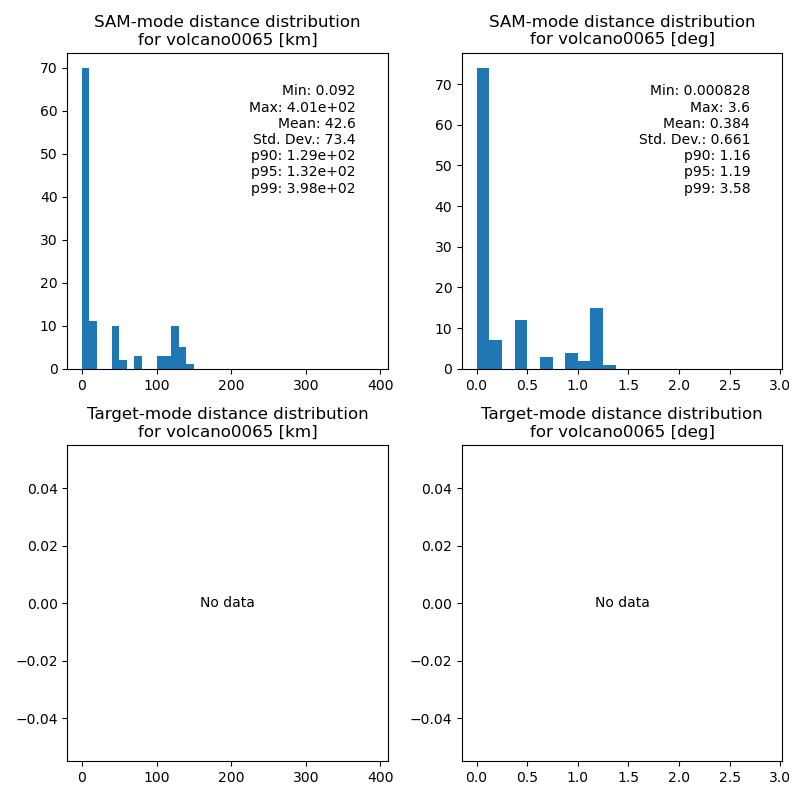 SAM-mode distance distribution
for volcano0065 [km]
70
60
50
40
30
20
10
0
0
100
200
300
400
Min: 0.092
Max: 4.01e+02
Mean: 42.6
Std. Dev.: 73.4
p90: 1.29e+02
p95: 1.32e+02
p99: 3.98e+02
SAM-mode distance distribution
for volcano0065 [deg]
70
60
50
40
30
20
10
0
0.0
0.5
1.0
1.5
2.0
2.5
3.0
Min: 0.000828
Max: 3.6
Mean: 0.384
Std. Dev.: 0.661
p90: 1.16
p95: 1.19
p99: 3.58
Target-mode distance distribution
for volcano0065 [km]
0.04
0.02
0.00
−0.02
−0.04
No data
0
100
200
300
400
Target-mode distance distribution
for volcano0065 [deg]
0.04
0.02
0.00
−0.02
−0.04
No data
0.0
0.5
1.0
1.5
2.0
2.5
3.0